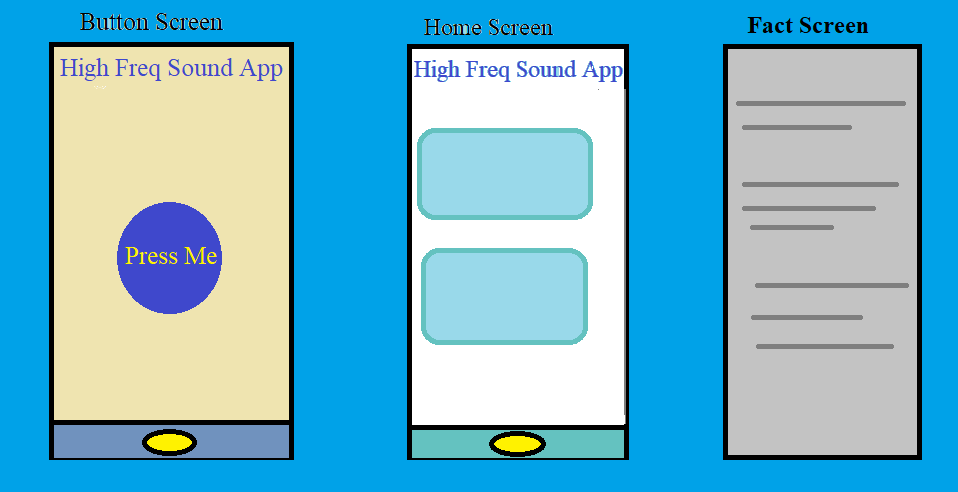 Button Screen
High Freq Sound App
Press Me
Home Screen
High Freq Sound App
Fact Screen